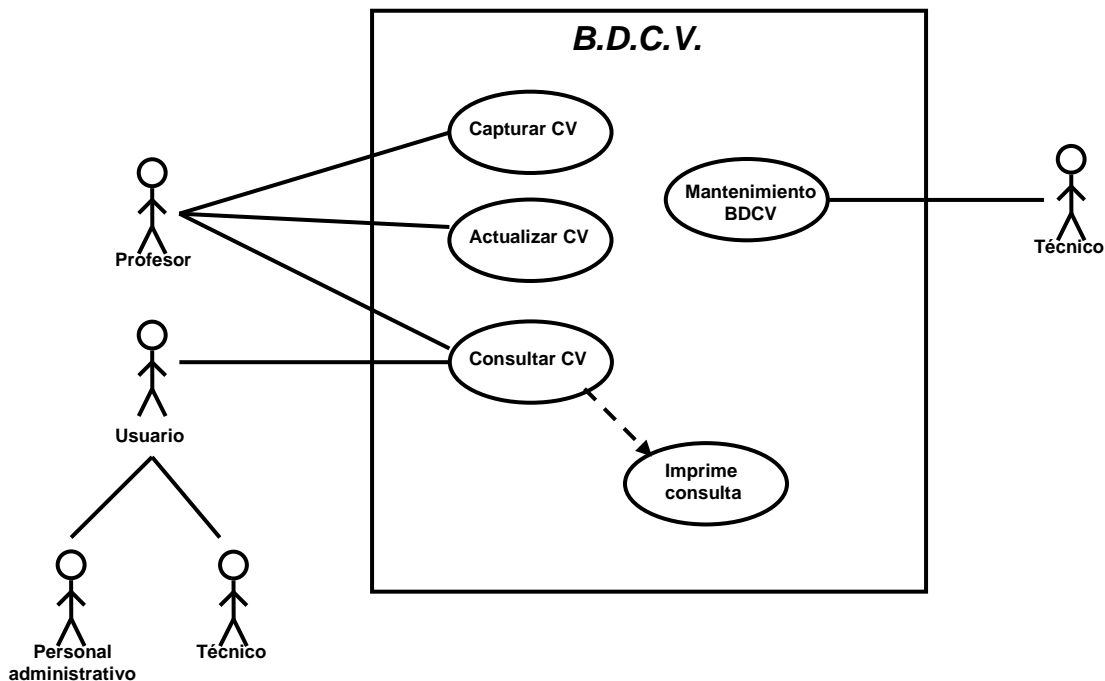 B.D.C.V.
Capturar CV
Mantenimiento
BDCV
Actualizar CV
Profesor
Técnico
Consultar CV
Usuario
Imprime
consulta
Personal
administrativo
Técnico